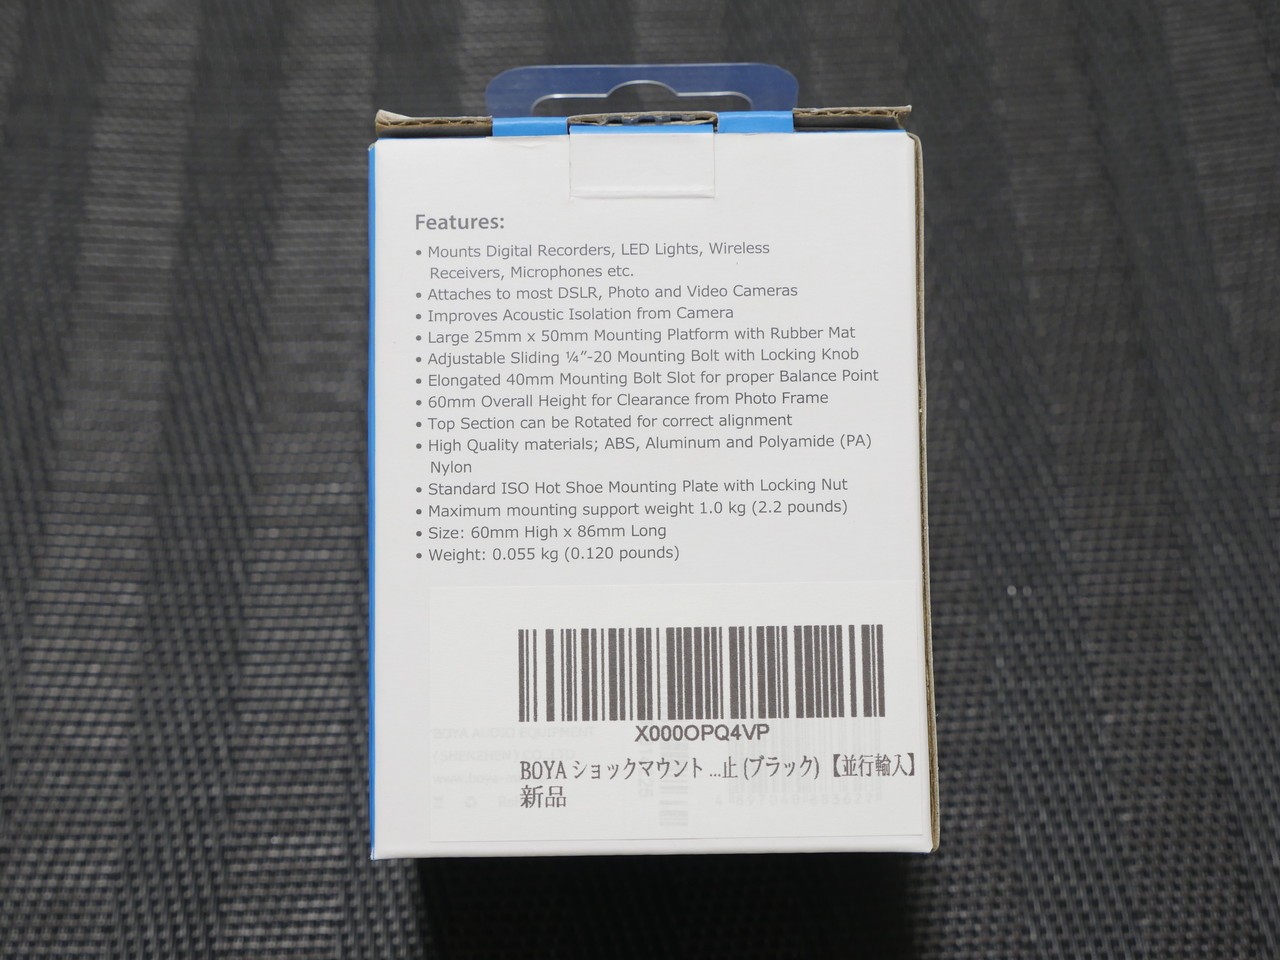 Features:
• Mounts Digital Recorders, LED Lights, Wireless
Receivers, Microphones etc.
• Attaches to most DSLR, Photo and Video Cameras
• Improves Acoustic Isolation from Camera
• Large 25mm x 50mm Mounting Platform with Rubber Mat
• Adjustable Sliding ¼"-20 Mounting Bolt with Locking Knob
• Elongated 40mm Mounting Bolt Slot for proper Balance Point
• 60mm Overall Height for Clearance from Photo Frame
• Top Section can be Rotated for correct alignment
• High Quality materials; ABS, Aluminum and Polyamide (PA)
Nylon
• Standard ISO Hot Shoe Mounting Plate with Locking Nut
• Maximum mounting support weight 1.0 kg (2.2 pounds)
• Size: 60mm High x 86mm Long
• Weight: 0.055 kg (0.120 pounds)
X000OPQ4VP
BOYA AUDIO EQUIPMENT
(SHENZHEN) CO.,LTD.
BOYA ショックマウント ...止 (ブラック)【並行輸入】
新品